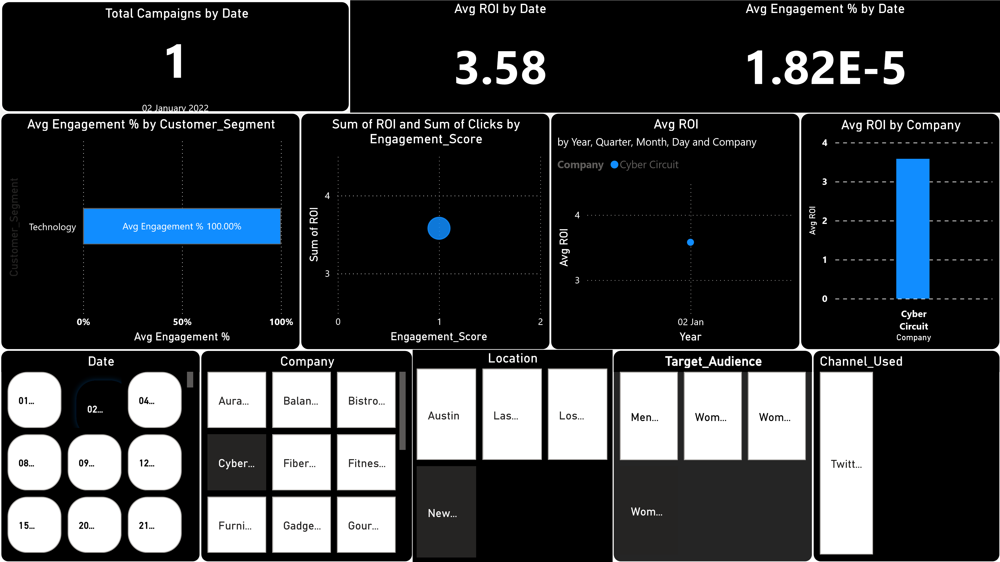 Total Campaigns by Date
1
02 January 2022
Avg ROI by Date
3.58
Avg Engagement % by Date
1.82E-5
Avg Engagement % by Customer_Segment
Customer_Segment
Technology
Avg Engagement % 100.00%
0% 50% 100%
Avg Engagement %
Sum of ROI and Sum of Clicks by
Engagement_Score
Sum of ROI
4
3
0 1 2
Engagement_Score
Avg ROI
by Year, Quarter, Month, Day and Company
Company Cyber Circuit
Avg ROI
4
3
02 Jan
Year
Avg ROI by Company
Avg ROI
4
3
2
1
0
Cyber
Circuit
Company
Date
01... 02... 04...
08... 09... 12...
15... 20... 21...
Company
Aura... Balan... Bistro...
Cyber... Fiber... Fitnes...
Furni... Gadge... Gour...
Location
Austin Las... Los...
New...
Target_Audience
Men... Wom... Wom...
Wom...
Channel_Used
Twitt...